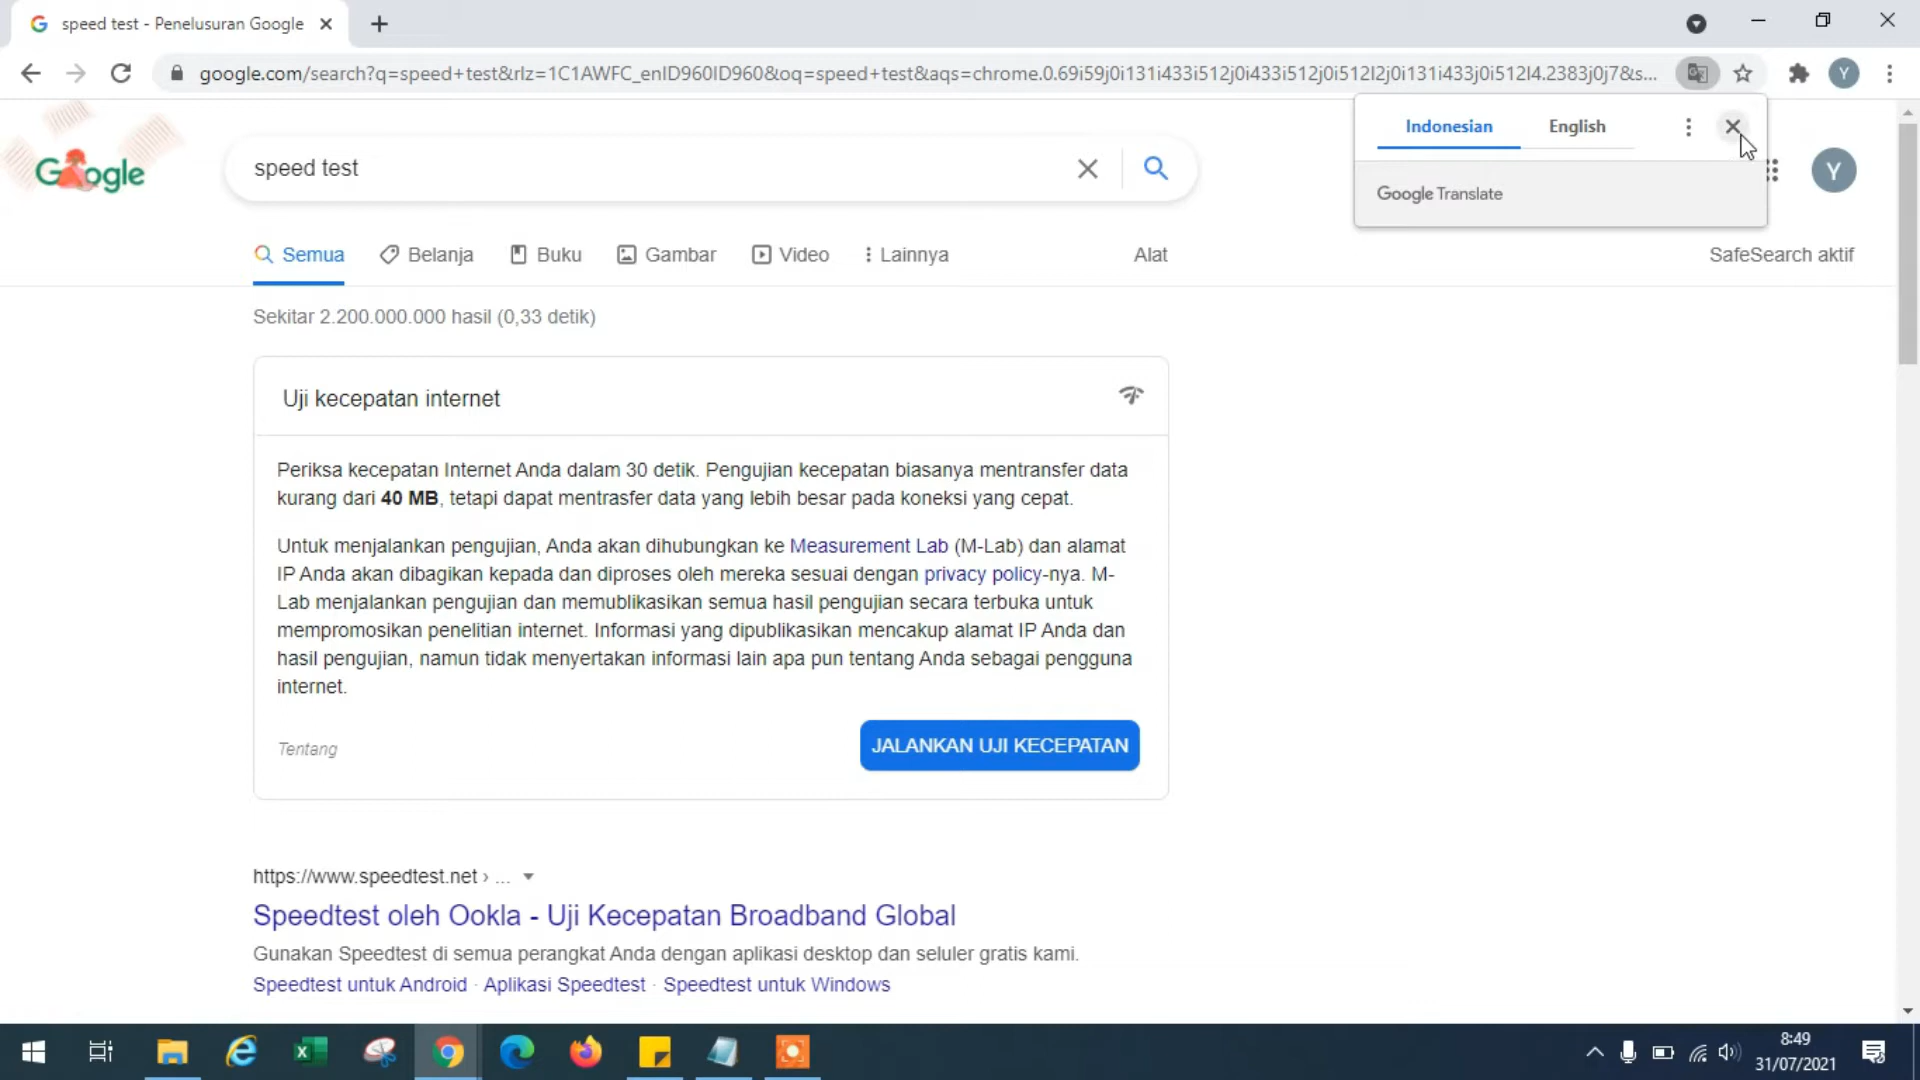 speed test - Penelusuran Google
google.com/search?q=speed+test&rlz=1C1AWFC_enID960ID960&oq=speed+test&aqs=chrome.0.69i59j0i131i433i512j0i433i512j0i512l2j0i131i433j0i512l4.2383j0j7&s...
Y
Indonesian
English
Google Translate
Google
speed test
Y
Semua
Belanja
Buku
Gambar
Video
Lainnya
Alat
SafeSearch aktif
Sekitar 2.200.000.000 hasil (0,33 detik)
Uji kecepatan internet
Periksa kecepatan Internet Anda dalam 30 detik. Pengujian kecepatan biasanya mentransfer data
kurang dari 40 MB, tetapi dapat mentrasfer data yang lebih besar pada koneksi yang cepat.
Untuk menjalankan pengujian, Anda akan dihubungkan ke Measurement Lab (M-Lab) dan alamat
IP Anda akan dibagikan kepada dan diproses oleh mereka sesuai dengan privacy policy-nya. M-
Lab menjalankan pengujian dan memublikasikan semua hasil pengujian secara terbuka untuk
mempromosikan penelitian internet. Informasi yang dipublikasikan mencakup alamat IP Anda dan
hasil pengujian, namun tidak menyertakan informasi lain apa pun tentang Anda sebagai pengguna
internet.
Tentang
JALANKAN UJI KECEPATAN
https://www.speedtest.net › ...
Speedtest oleh Ookla - Uji Kecepatan Broadband Global
Gunakan Speedtest di semua perangkat Anda dengan aplikasi desktop dan seluler gratis kami.
Speedtest untuk Android · Aplikasi Speedtest · Speedtest untuk Windows
8:49
31/07/2021